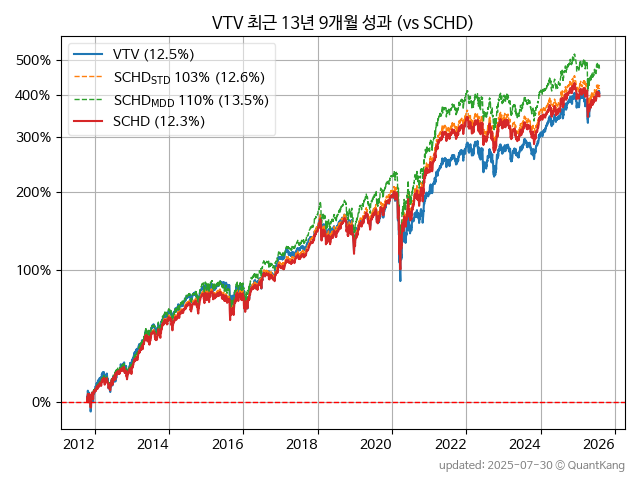 VTV 최근 13년 9개월 성과 (vs SCHD)
VTV (12.5%)
SCHD_STD 103% (12.6%)
SCHD_MDD 110% (13.5%)
SCHD (12.3%)
500%
400%
300%
200%
100%
0%
2012 2014 2016 2018 2020 2022 2024 2026
updated: 2025-07-30 © QuantKang